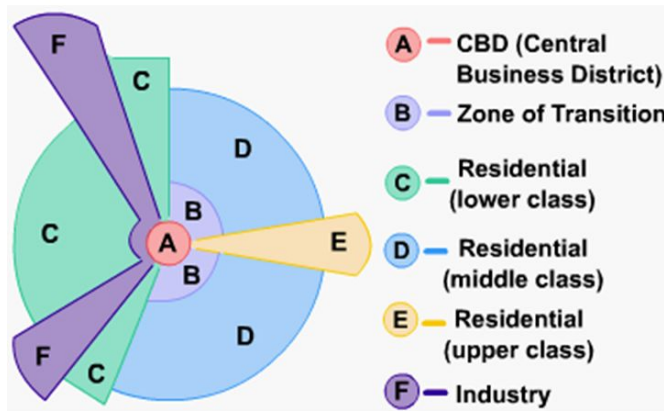 F
C
D
C
B
A
E
B
D
F
C
A CBD (Central
Business District)
B Zone of Transition
C Residential
(lower class)
D Residential
(middle class)
E Residential
(upper class)
F Industry